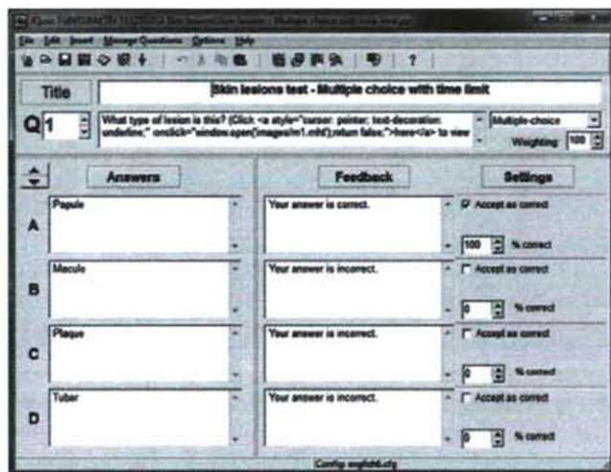 File Edit Insert Manage Questions Options Help
?
Title
Skin lesions test - Multiple choice with time limit
Q 1
What type of lesion is this? (Click <a style="cursor: pointer; text-decoration:
underline;" onclick="window.open('images/m1.mht');return false;">here</a> to view
Multiple-choice
Weighting 100
Answers Feedback Settings
A
Papule
Your answer is correct.
Accept as correct
100 % correct
B
Macule
Your answer is incorrect.
Accept as correct
0 % correct
C
Plaque
Your answer is incorrect.
Accept as correct
0 % correct
D
Tuber
Your answer is incorrect.
Accept as correct
0 % correct
Config: english6.cfg